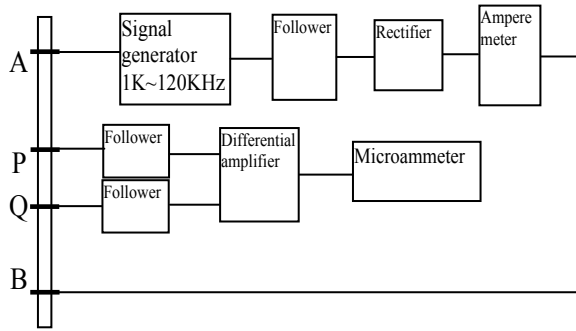 A
Signal
generator
1K~120KHz
Follower
Rectifier
Ampere
meter
P
Follower
Differential
amplifier
Microammeter
Q
Follower
B